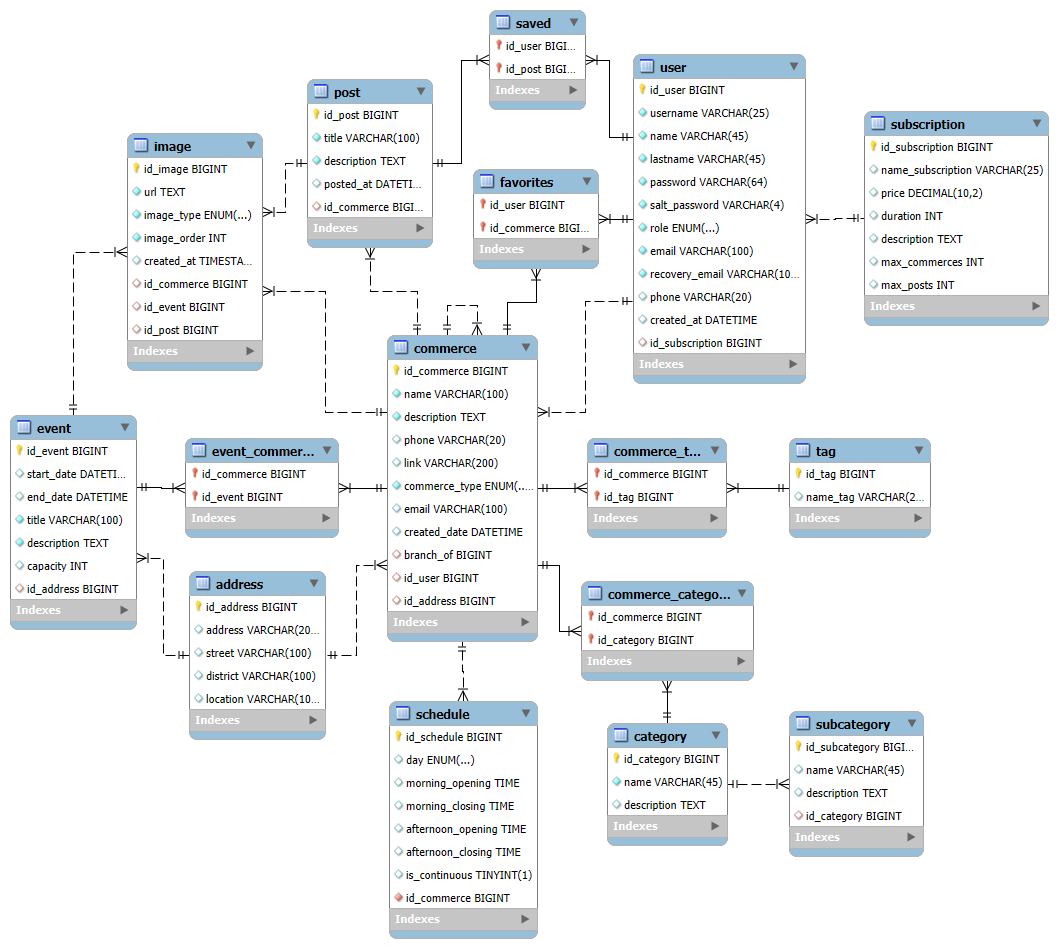 saved
id_user BIGI...
id_post BIGI...
Indexes
user
id_user BIGINT
username VARCHAR(25)
name VARCHAR(45)
lastname VARCHAR(45)
password VARCHAR(64)
salt_password VARCHAR(4)
role ENUM(...)
email VARCHAR(100)
recovery_email VARCHAR(10...
phone VARCHAR(20)
created_at DATETIME
id_subscription BIGINT
Indexes
post
id_post BIGINT
title VARCHAR(100)
description TEXT
posted_at DATETI...
id_commerce BIGI...
Indexes
subscription
id_subscription BIGINT
name_subscription VARCHAR(25)
price DECIMAL(10,2)
duration INT
description TEXT
max_commerces INT
max_posts INT
Indexes
image
id_image BIGINT
url TEXT
image_type ENUM(...)
image_order INT
created_at TIMESTA...
id_commerce BIGINT
id_event BIGINT
id_post BIGINT
Indexes
favorites
id_user BIGINT
id_commerce BIGI...
Indexes
commerce
id_commerce BIGINT
name VARCHAR(100)
description TEXT
phone VARCHAR(20)
link VARCHAR(200)
commerce_type ENUM(...
email VARCHAR(100)
created_date DATETIME
branch_of BIGINT
id_user BIGINT
id_address BIGINT
Indexes
event
id_event BIGINT
start_date DATETI...
end_date DATETIME
title VARCHAR(100)
description TEXT
capacity INT
id_address BIGINT
Indexes
event_commer...
id_commerce BIGINT
id_event BIGINT
Indexes
commerce_t...
id_commerce BIGINT
id_tag BIGINT
Indexes
tag
id_tag BIGINT
name_tag VARCHAR(2...
Indexes
address
id_address BIGINT
address VARCHAR(20...
street VARCHAR(100)
district VARCHAR(100)
location VARCHAR(10...
Indexes
commerce_catego...
id_commerce BIGINT
id_category BIGINT
Indexes
schedule
id_schedule BIGINT
day ENUM(...)
morning_opening TIME
morning_closing TIME
afternoon_opening TIME
afternoon_closing TIME
is_continuous TINYINT(1)
id_commerce BIGINT
Indexes
category
id_category BIGINT
name VARCHAR(45)
description TEXT
Indexes
subcategory
id_subcategory BIGI...
name VARCHAR(45)
description TEXT
id_category BIGINT
Indexes